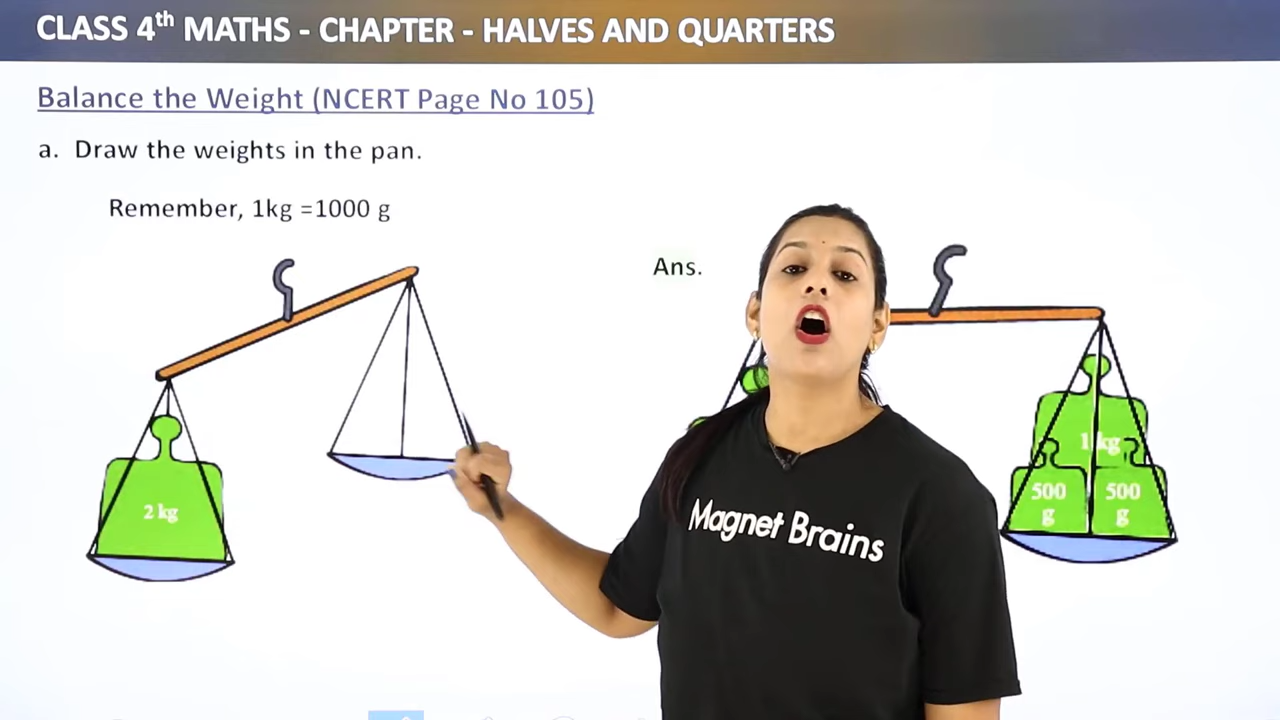 CLASS 4th MATHS - CHAPTER - HALVES AND QUARTERS
Balance the Weight (NCERT Page No 105)
a. Draw the weights in the pan.
Remember, 1kg =1000 g
Ans.
2 kg
1 kg
500 g
500 g
Magnet Brains